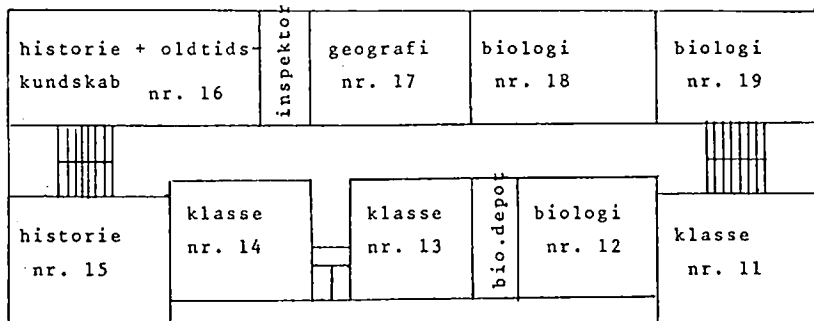 historie + oldtids-
kundskab
nr. 16
inspektor
geografi
nr. 17
biologi
nr. 18
biologi
nr. 19
historie
nr. 15
klasse
nr. 14
klasse
nr. 13
bio.depot
biologi
nr. 12
klasse
nr. 11